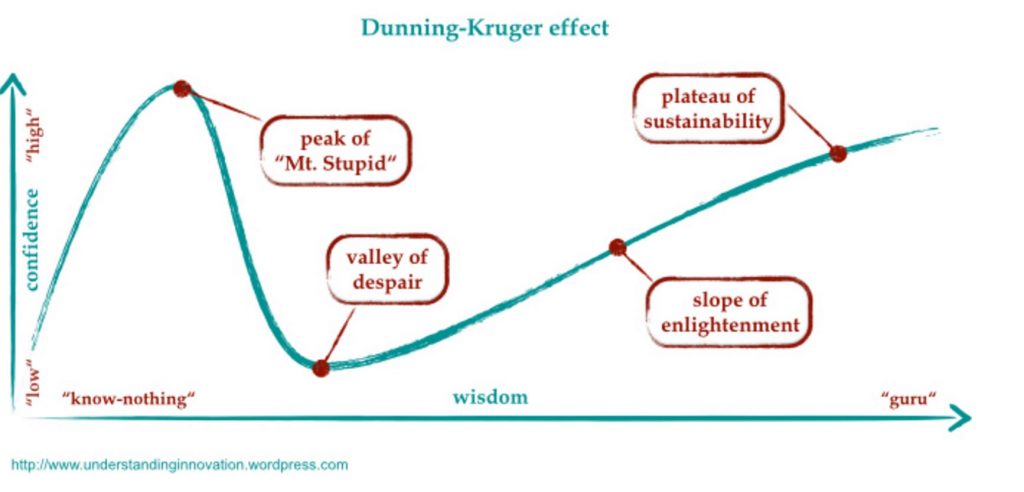 Dunning-Kruger effect
plateau of
sustainability
peak of
“Mt. Stupid“
“high“
confidence
“low“
valley of
despair
slope of
enlightenment
“know-nothing“
wisdom
“guru“
http://www.understandinginnovation.wordpress.com